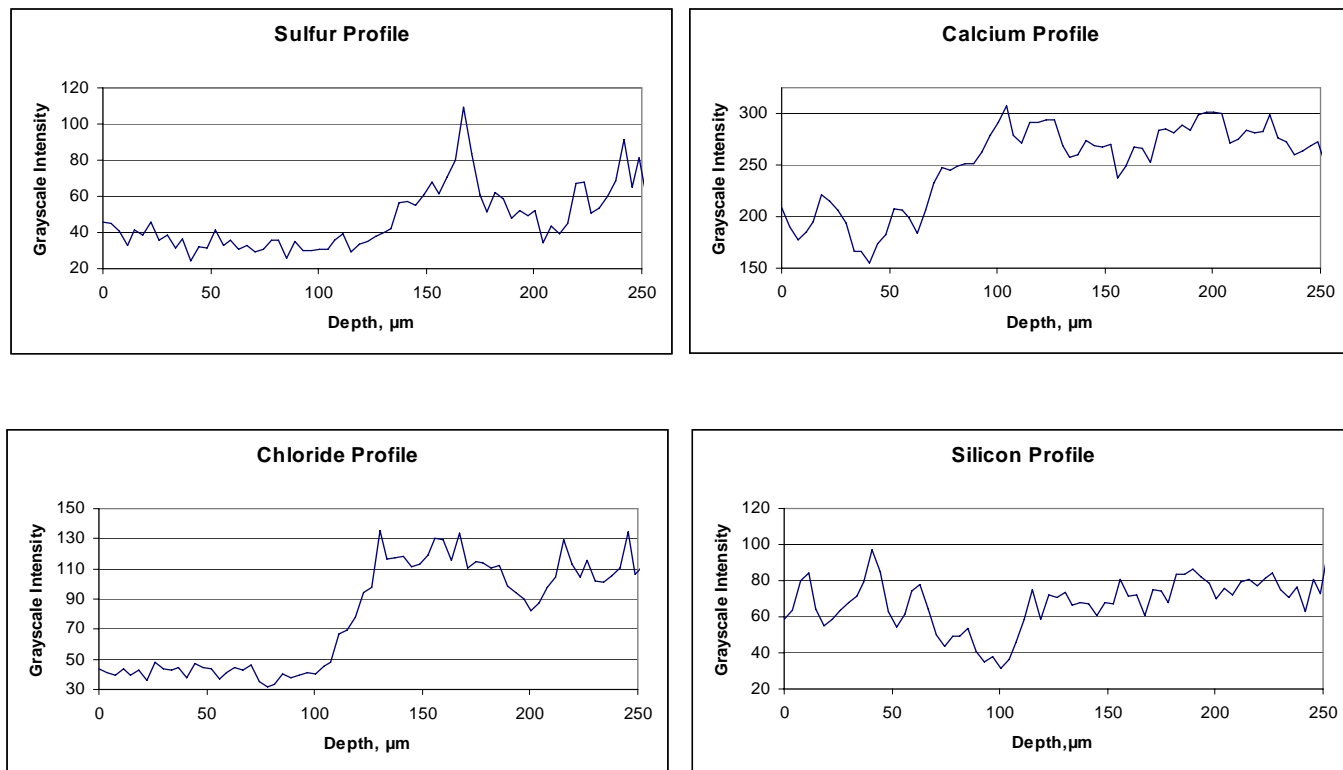 Sulfur Profile
Grayscale Intensity
120
100
80
60
40
20
0 50 100 150 200 250
Depth, µm
Calcium Profile
Grayscale Intensity
300
250
200
150
0 50 100 150 200 250
Depth, µm
Chloride Profile
Grayscale Intensity
150
130
110
90
70
50
30
0 50 100 150 200 250
Depth, µm
Silicon Profile
Grayscale Intensity
120
100
80
60
40
20
0 50 100 150 200 250
Depth,µm